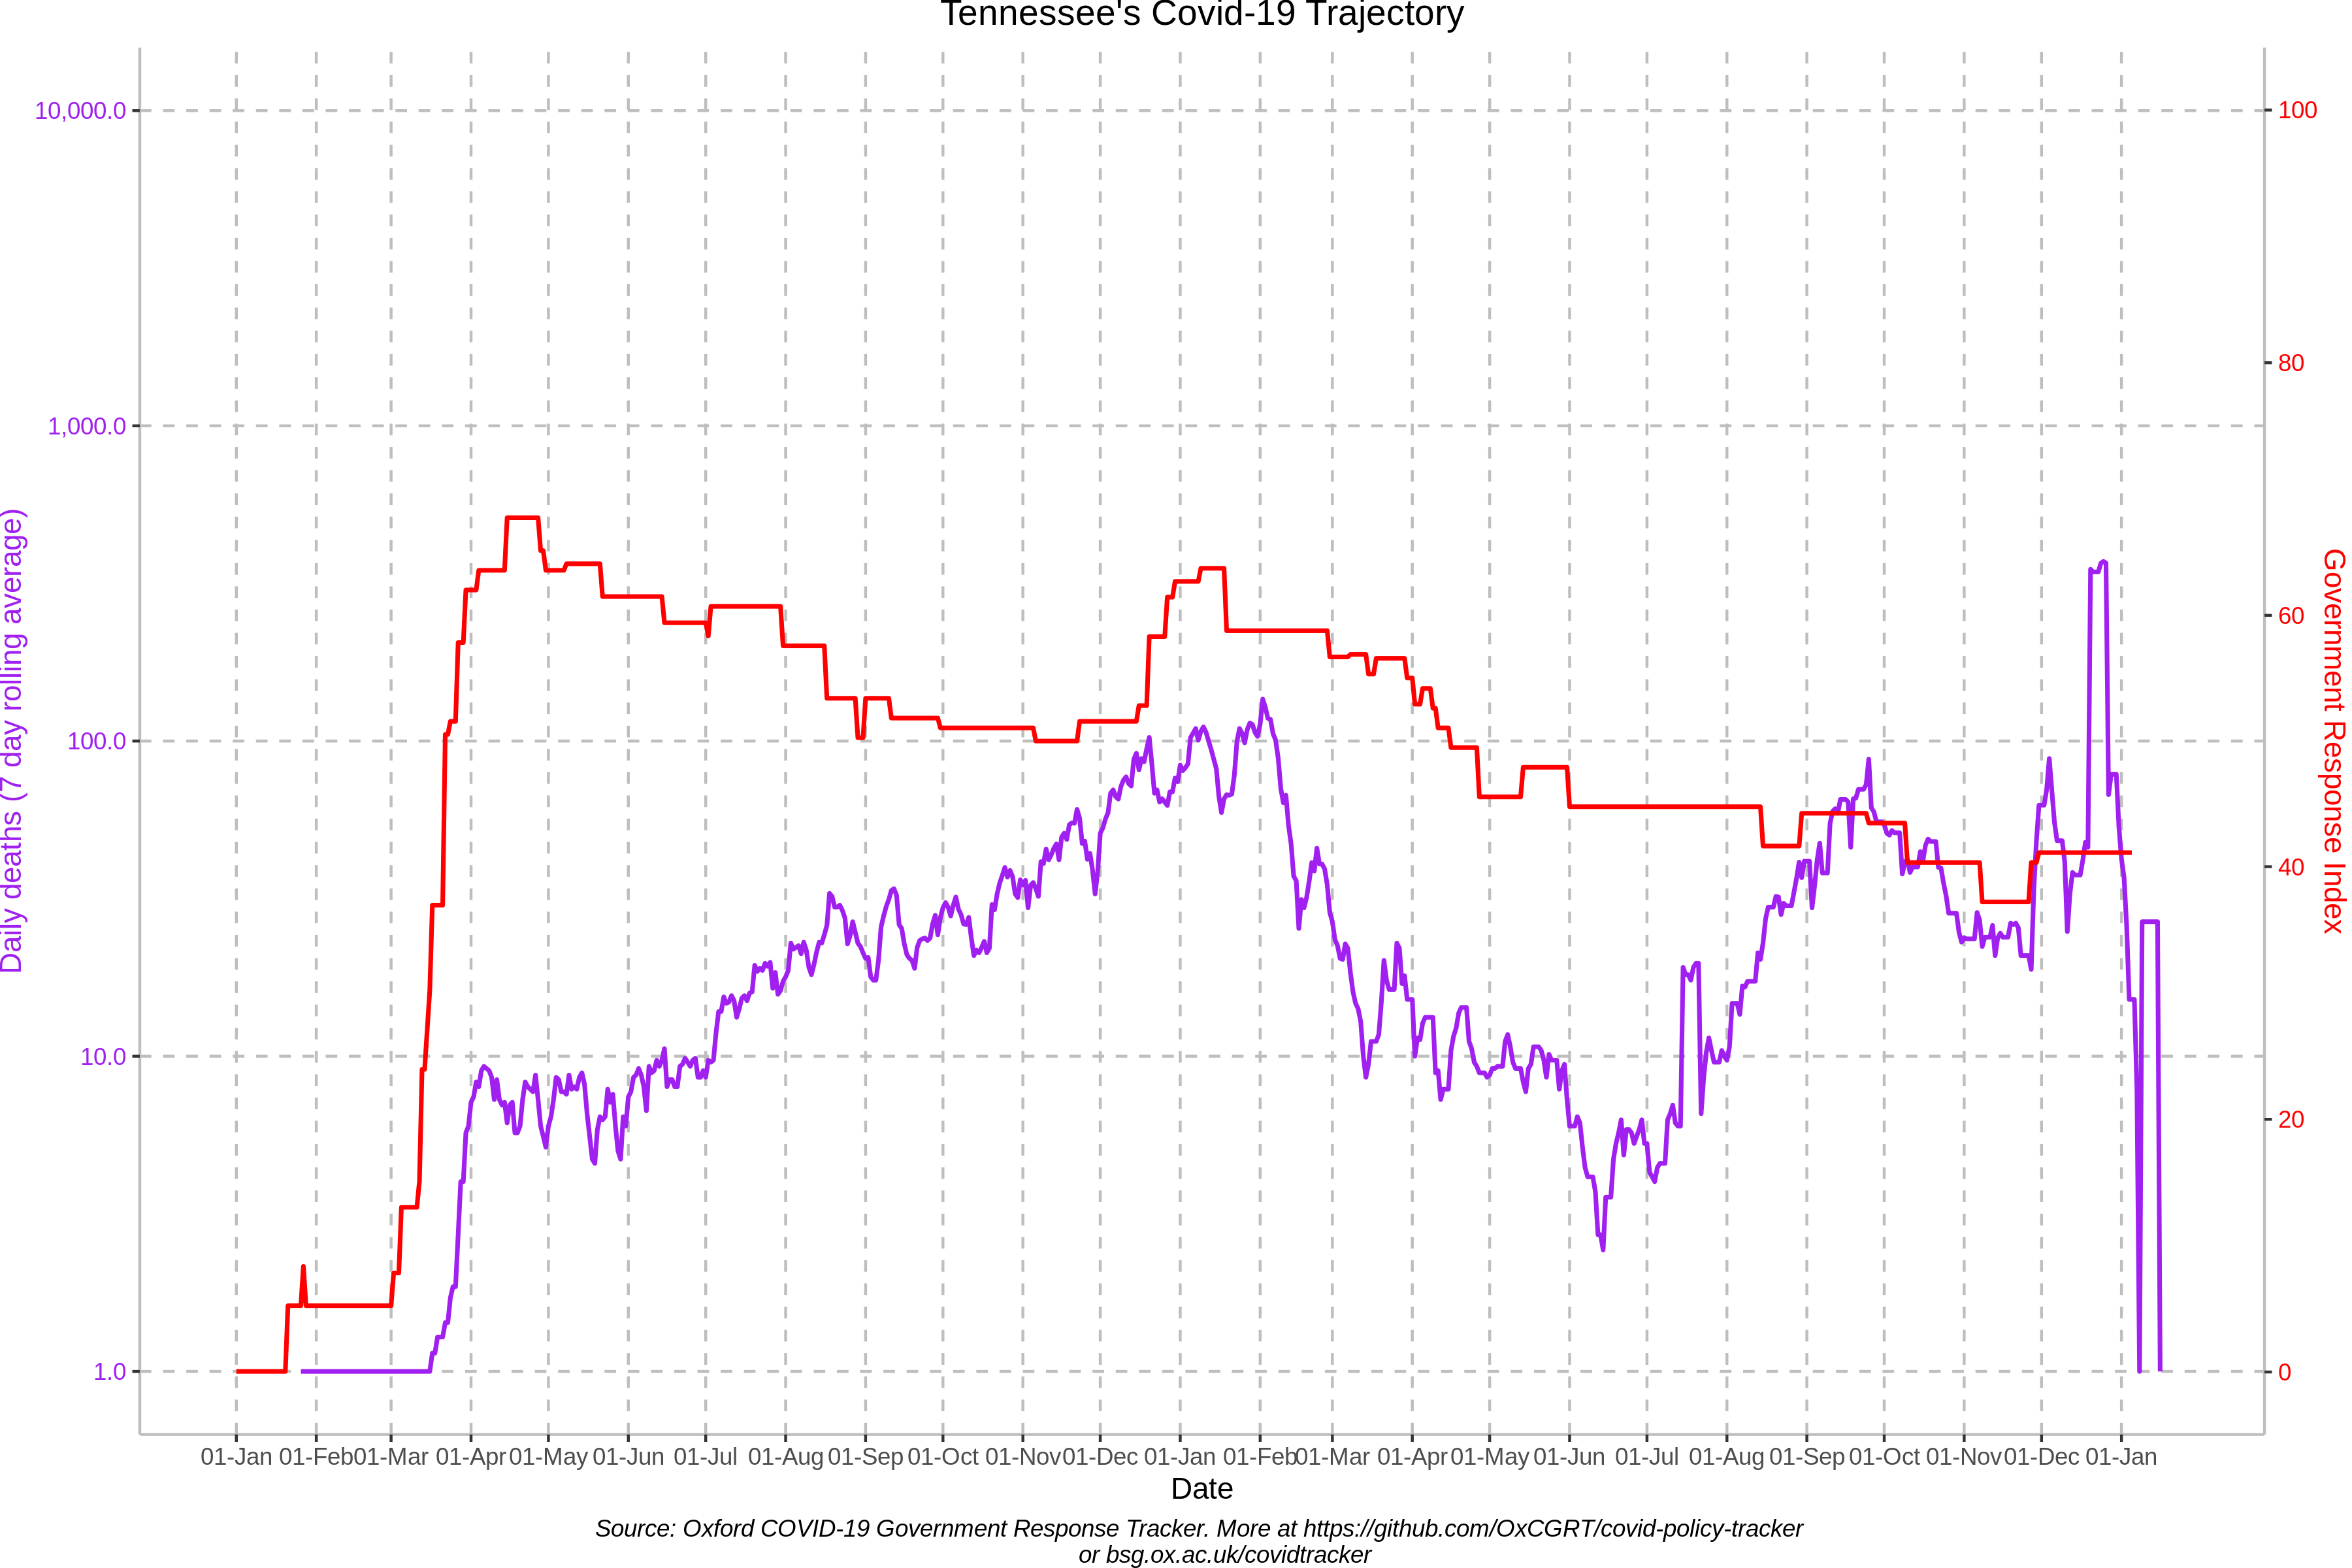 Tennessee's Covid-19 Trajectory
10,000.0
1,000.0
100.0
10.0
1.0
Daily deaths (7 day rolling average)
100
80
60
40
20
0
Government Response Index
01-Jan 01-Feb 01-Mar 01-Apr 01-May 01-Jun 01-Jul 01-Aug 01-Sep 01-Oct 01-Nov 01-Dec 01-Jan 01-Feb 01-Mar 01-Apr 01-May 01-Jun 01-Jul 01-Aug 01-Sep 01-Oct 01-Nov 01-Dec 01-Jan
Date
Source: Oxford COVID-19 Government Response Tracker. More at https://github.com/OxCGRT/covid-policy-tracker
or bsg.ox.ac.uk/covidtracker